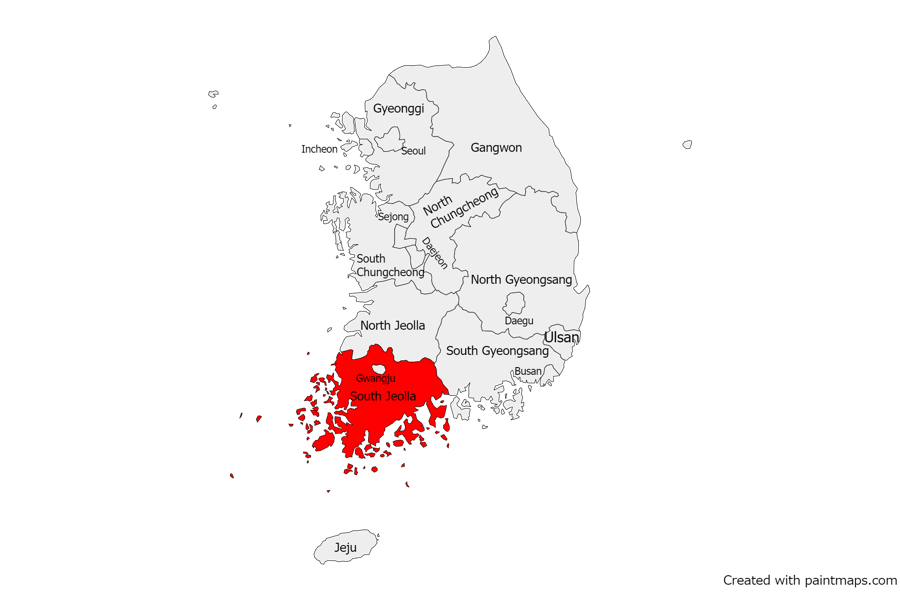 Gyeonggi
Incheon
Seoul
Gangwon
North
Chungcheong
Sejong
Daejeon
South
Chungcheong
North Gyeongsang
Daegu
North Jeolla
Ulsan
South Gyeongsang
Busan
Gwangju
South Jeolla
Jeju
Created with paintmaps.com